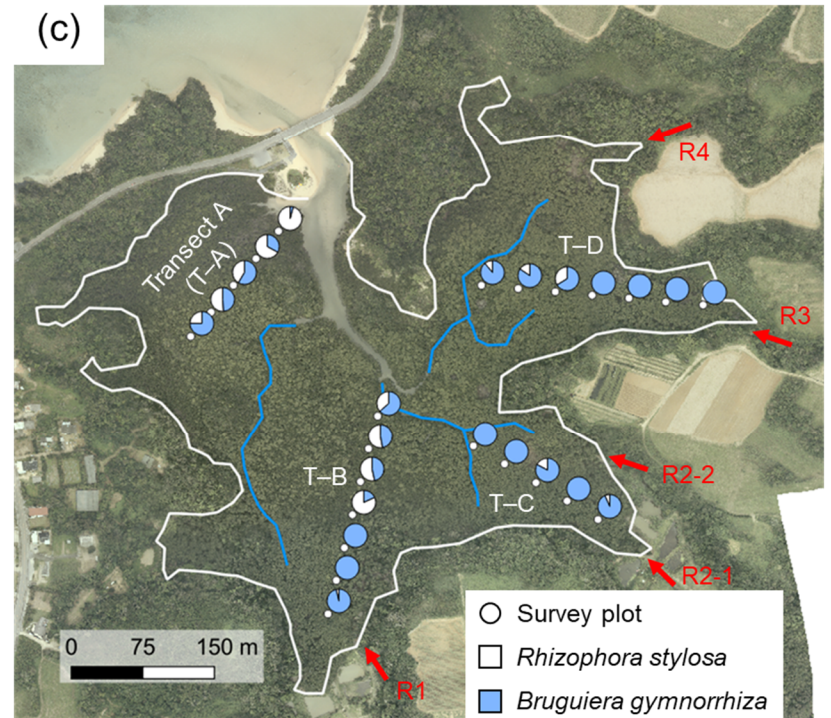 (c)
R4
Transect A
(T–A)
T–D
R3
T–B
R2-2
T–C
R2-1
0 75 150 m
R1
Survey plot
Rhizophora stylosa
Bruguiera gymnorrhiza